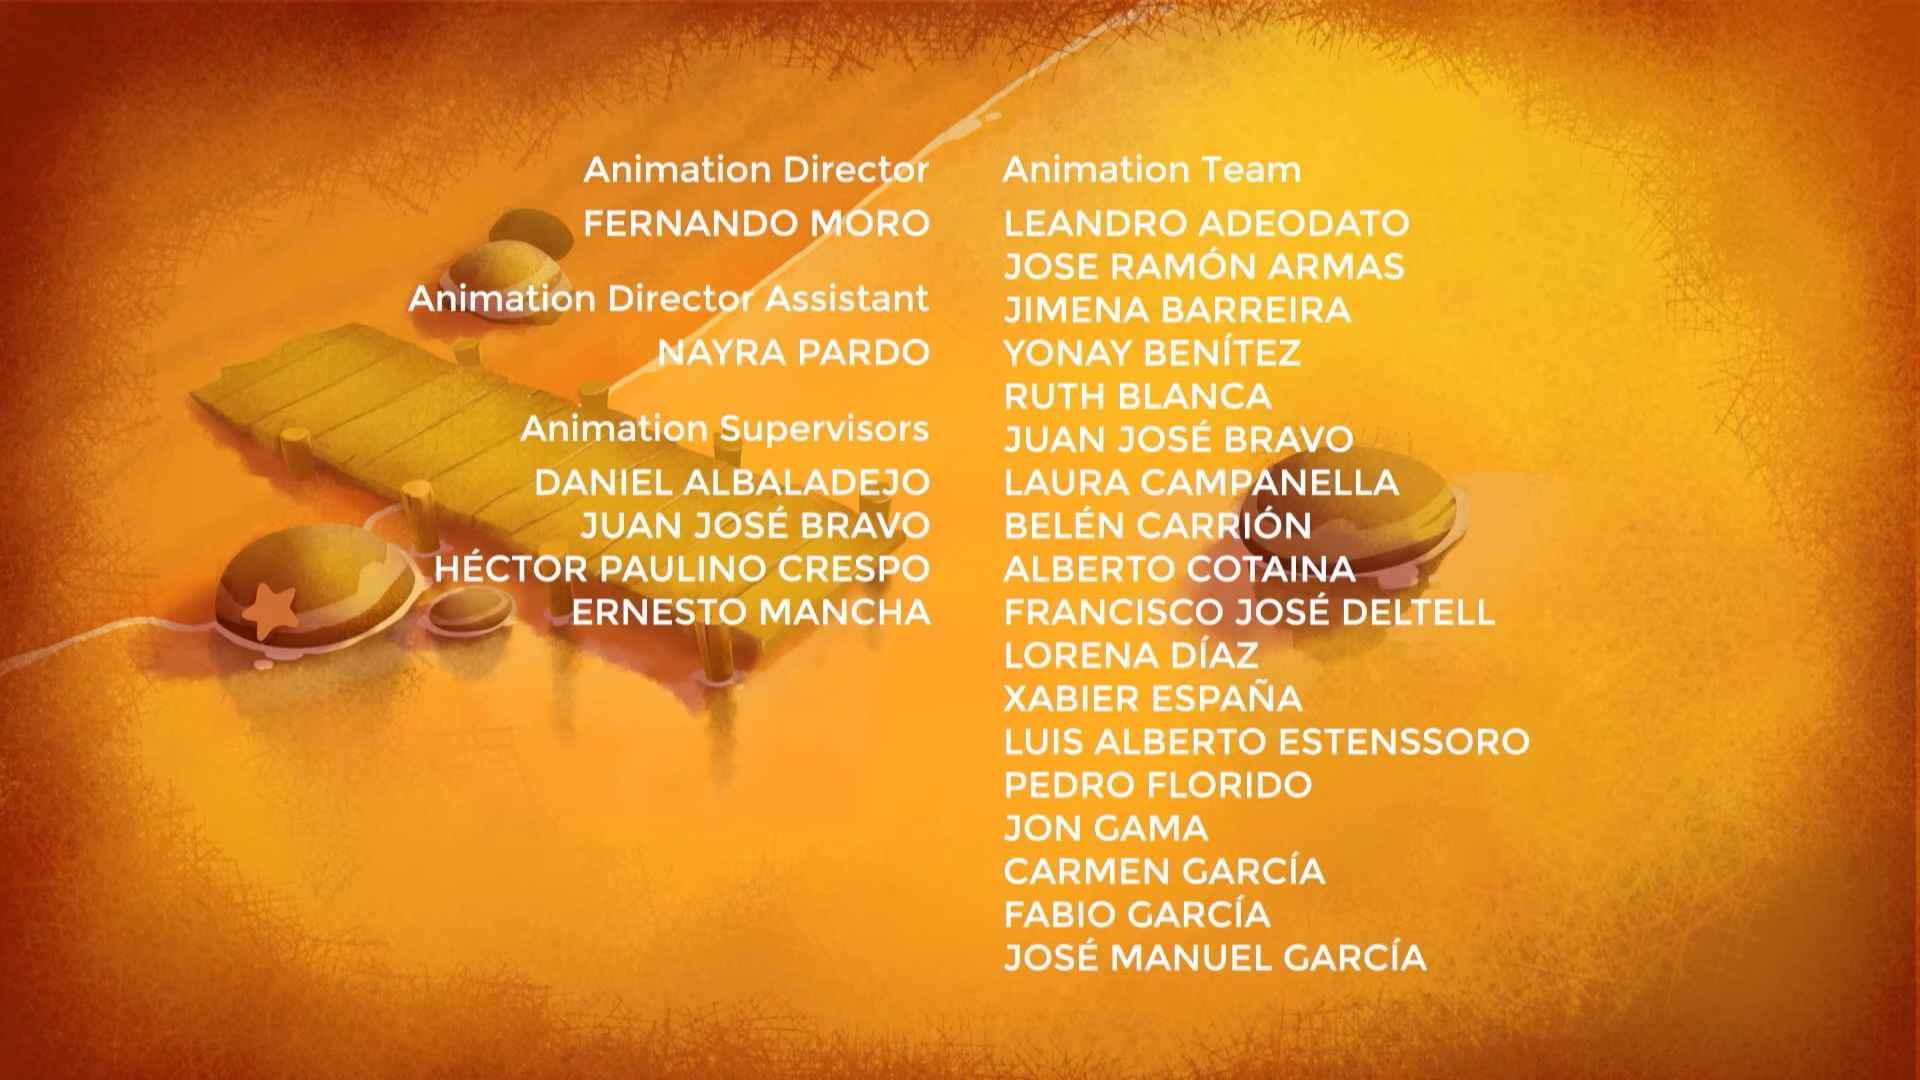 Animation Director
FERNANDO MORO
Animation Director Assistant
NAYRA PARDO
Animation Supervisors
DANIEL ALBALADEJO
JUAN JOSÉ BRAVO
HÉCTOR PAULINO CRESPO
ERNESTO MANCHA
Animation Team
LEANDRO ADEODATO
JOSE RAMÓN ARMAS
JIMENA BARREIRA
YONAY BENÍTEZ
RUTH BLANCA
JUAN JOSÉ BRAVO
LAURA CAMPANELLA
BELÉN CARRIÓN
ALBERTO COTAINA
FRANCISCO JOSÉ DELTELL
LORENA DÍAZ
XABIER ESPAÑA
LUIS ALBERTO ESTENSSORO
PEDRO FLORIDO
JON GAMA
CARMEN GARCÍA
FABIO GARCÍA
JOSÉ MANUEL GARCÍA